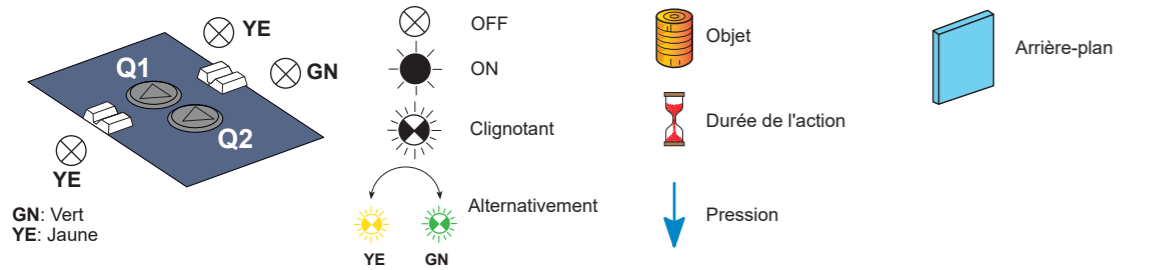 YE
GN
Q1
Q2
YE
GN: Vert
YE: Jaune
OFF
ON
Clignotant
Alternativement
YE
GN
Objet
Durée de l'action
Pression
Arrière-plan